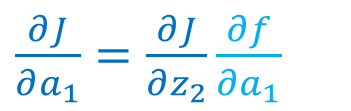 ∂J/∂a₁ = ∂J/∂z₂ ∂f/∂a₁